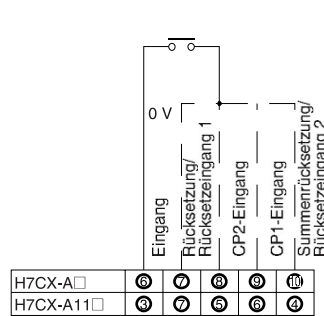 0 V
Eingang
Rücksetzung/
Rücksetzeingang 1
CP2-Eingang
CP1-Eingang
Summenrücksetzung/
Rücksetzeingang 2
H7CX-A□ ⑥ ⑦ ⑧ ⑨ ⑩
H7CX-A11□ ③ ⑦ ⑤ ⑥ ④